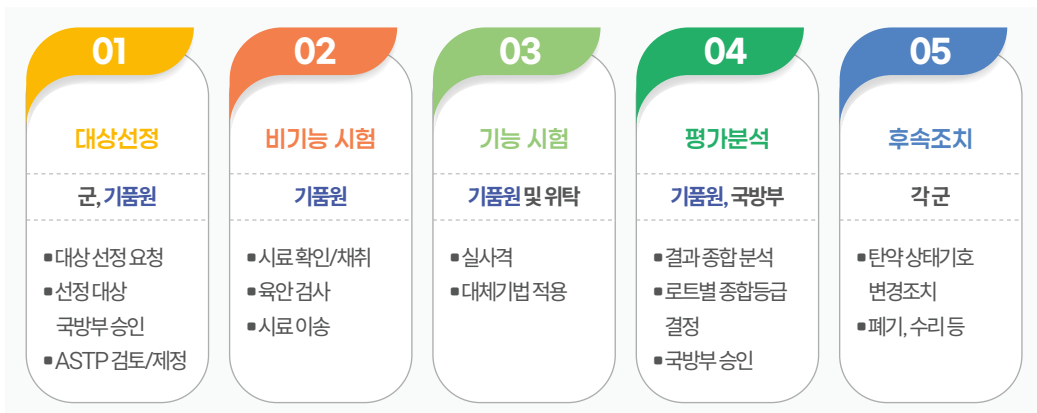 01
대상선정
군, 기품원
▪대상 선정 요청
▪선정 대상
국방부 승인
▪ASTP 검토/제정
02
비기능 시험
기품원
▪시료 확인/채취
▪육안 검사
▪시료 이송
03
기능 시험
기품원 및 위탁
▪실사격
▪대체기법 적용
04
평가분석
기품원, 국방부
▪결과 종합 분석
▪로트별 종합등급
결정
▪국방부 승인
05
후속조치
각 군
▪탄약 상태기호
변경조치
▪폐기, 수리 등